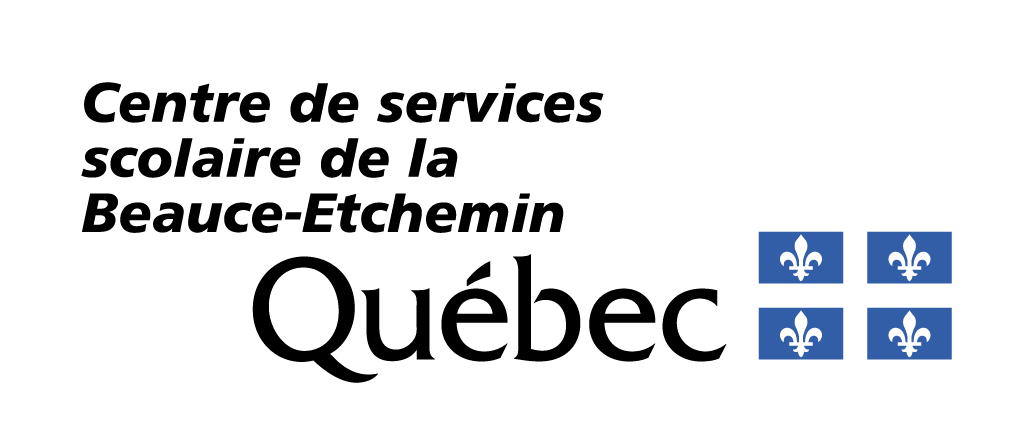 Centre de services
scolaire de la
Beauce-Etchemin
Québec